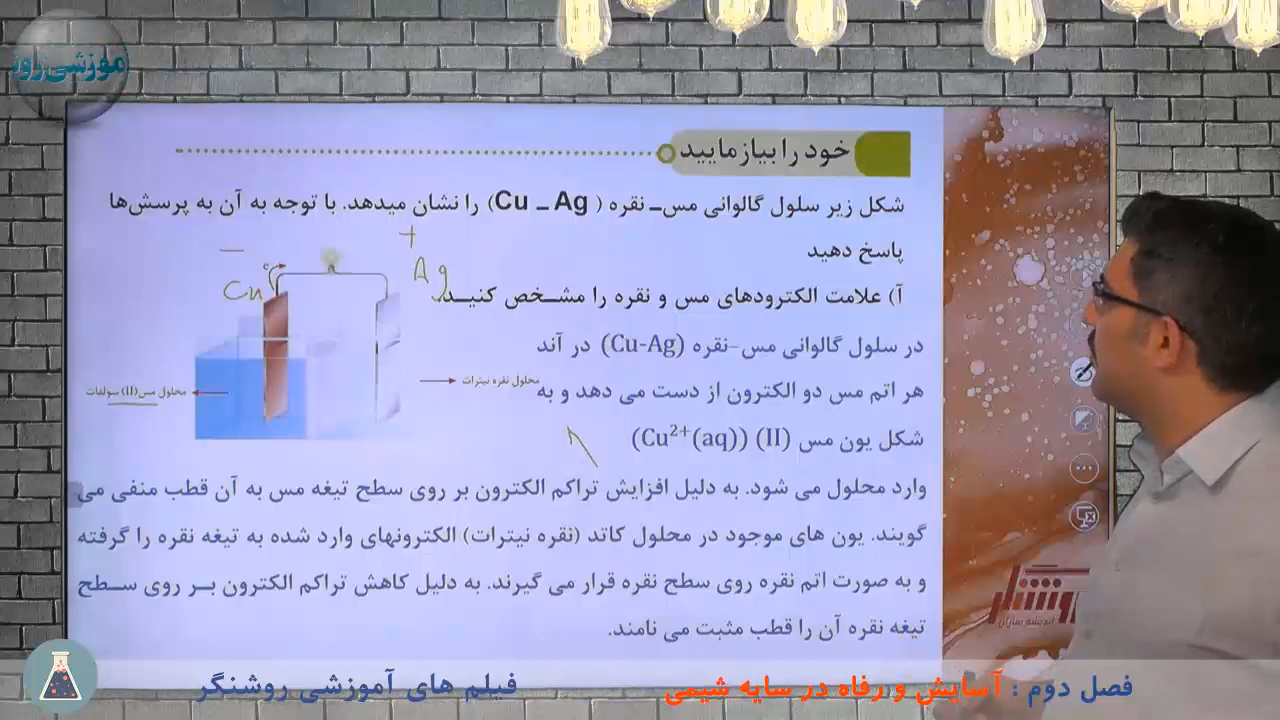 خود را بیازمایید
شکل زیر سلول گالوانی مس ـ نقره ( Cu ـ Ag) را نشان میدهد. با توجه به آن به پرسش‌ها
پاسخ دهید
آ) علامت الکترودهای مس و نقره را مشخص کنید.
در سلول گالوانی مس–نقره (Cu-Ag) در آند
هر اتم مس دو الکترون از دست می دهد و به
شکل یون مس (II) (Cu²⁺(aq))
وارد محلول می شود. به دلیل افزایش تراکم الکترون بر روی سطح تیغه مس به آن قطب منفی می
گویند. یون های موجود در محلول کاتد (نقره نیترات) الکترونهای وارد شده به تیغه نقره را گرفته
و به صورت اتم نقره روی سطح نقره قرار می گیرند. به دلیل کاهش تراکم الکترون بر روی سطح
تیغه نقره آن را قطب مثبت می نامند.
− +
e
Cu Ag
محلول نقره نیترات
محلول مس(II) سولفات
روشنگر
اندیشه سازان
فصل دوم : آسایش و رفاه در سایه شیمی
فیلم های آموزشی روشنگر